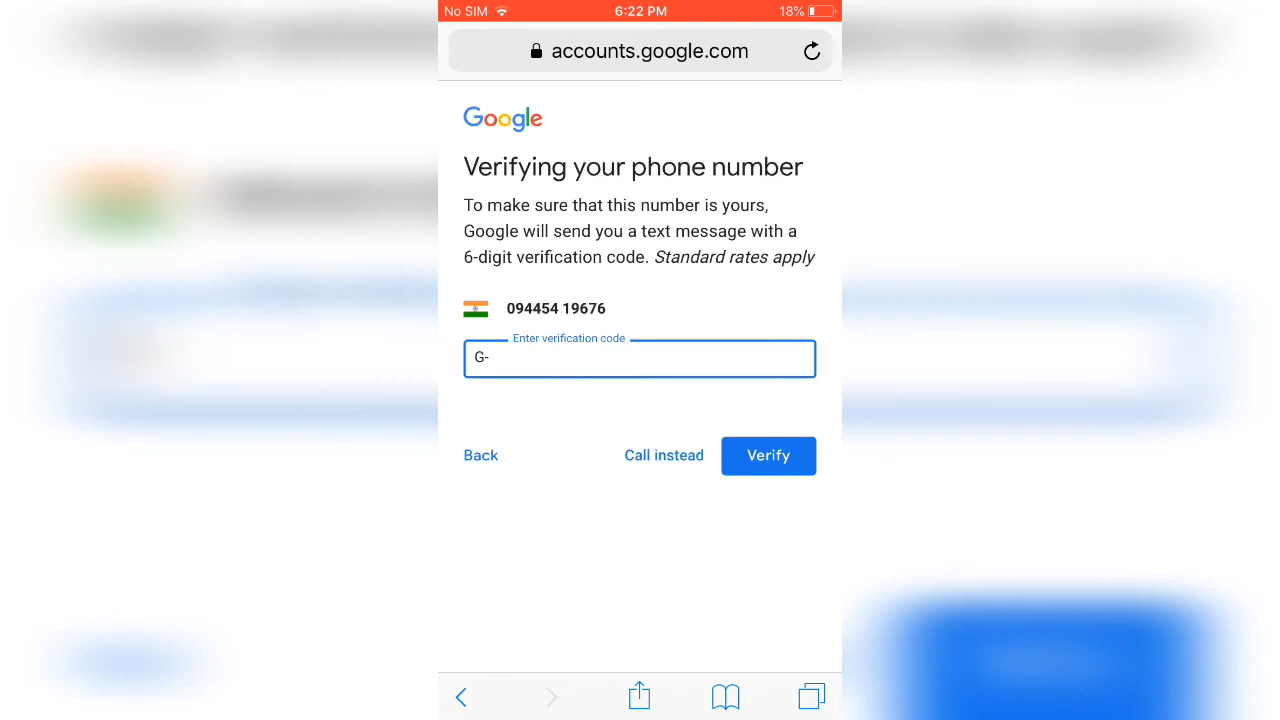 No SIM 6:22 PM 18%
accounts.google.com
Google
Verifying your phone number
To make sure that this number is yours,
Google will send you a text message with a
6-digit verification code. Standard rates apply
094454 19676
Enter verification code
G-
Back Call instead Verify